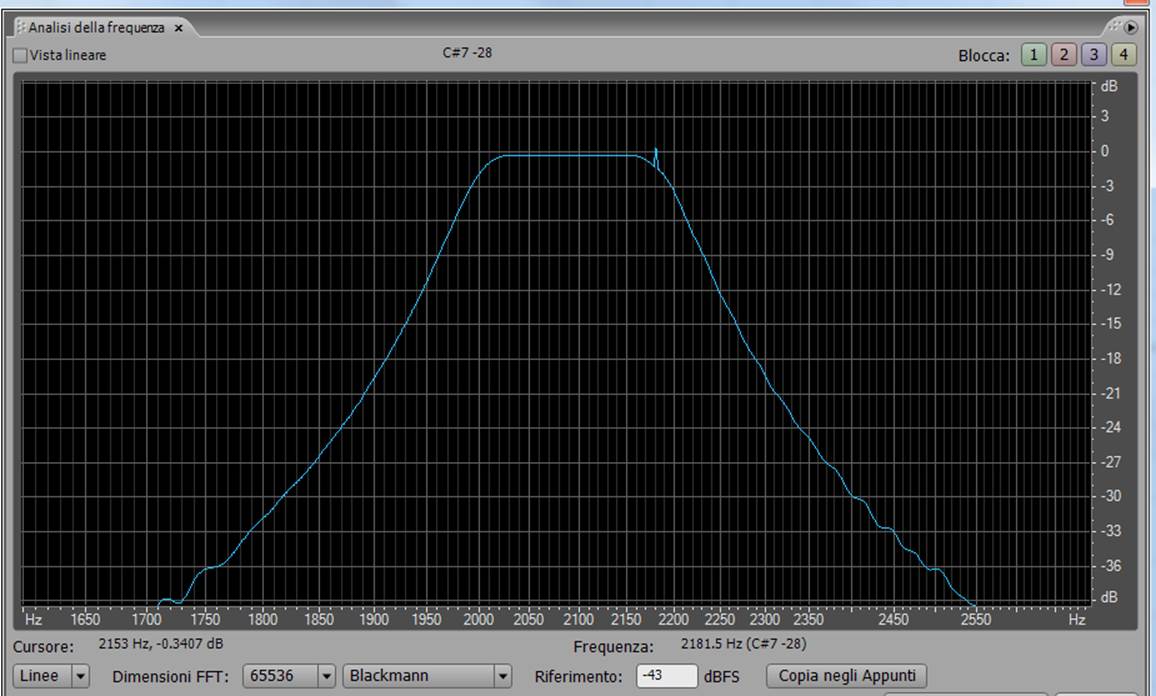 Analisi della frequenza x
Vista lineare
C#7 -28
Blocca: 1 2 3 4
dB
3
0
-3
-6
-9
-12
-15
-18
-21
-24
-27
-30
-33
-36
dB
Hz 1650 1700 1750 1800 1850 1900 1950 2000 2050 2100 2150 2200 2250 2300 2350 2450 2550 Hz
Cursore: 2153 Hz, -0.3407 dB Frequenza: 2181.5 Hz (C#7 -28)
Linee Dimensioni FFT: 65536 Blackmann Riferimento: -43 dBFS Copia negli Appunti